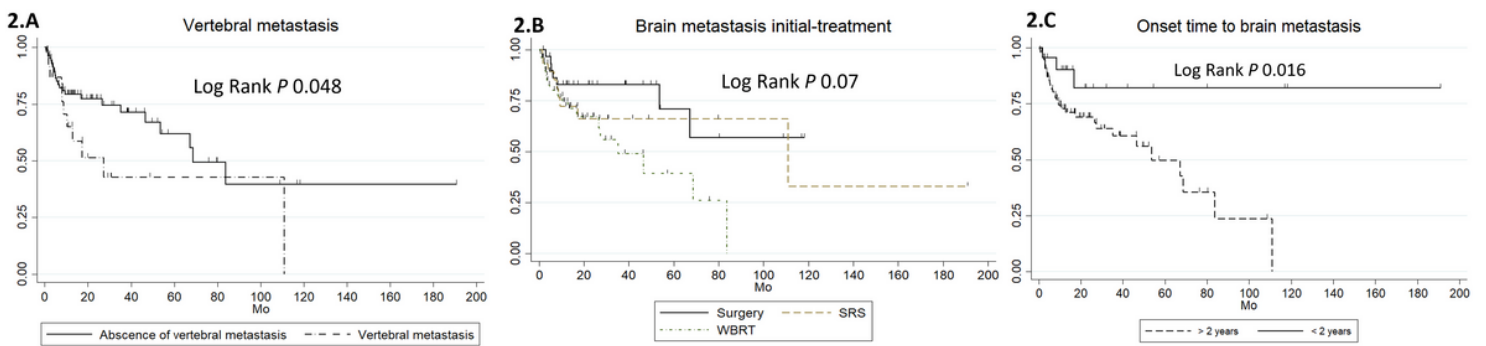 2.A
Vertebral metastasis
Log Rank P 0.048
1.00
0.75
0.50
0.25
0.00
0 20 40 60 80 100 120 140 160 180 200
Mo
Abscence of vertebral metastasis Vertebral metastasis
2.B
Brain metastasis initial-treatment
Log Rank P 0.07
1.00
0.75
0.50
0.25
0.00
0 20 40 60 80 100 120 140 160 180 200
Mo
Surgery SRS
WBRT
2.C
Onset time to brain metastasis
Log Rank P 0.016
1.00
0.75
0.50
0.25
0.00
0 20 40 60 80 100 120 140 160 180 200
Mo
> 2 years < 2 years